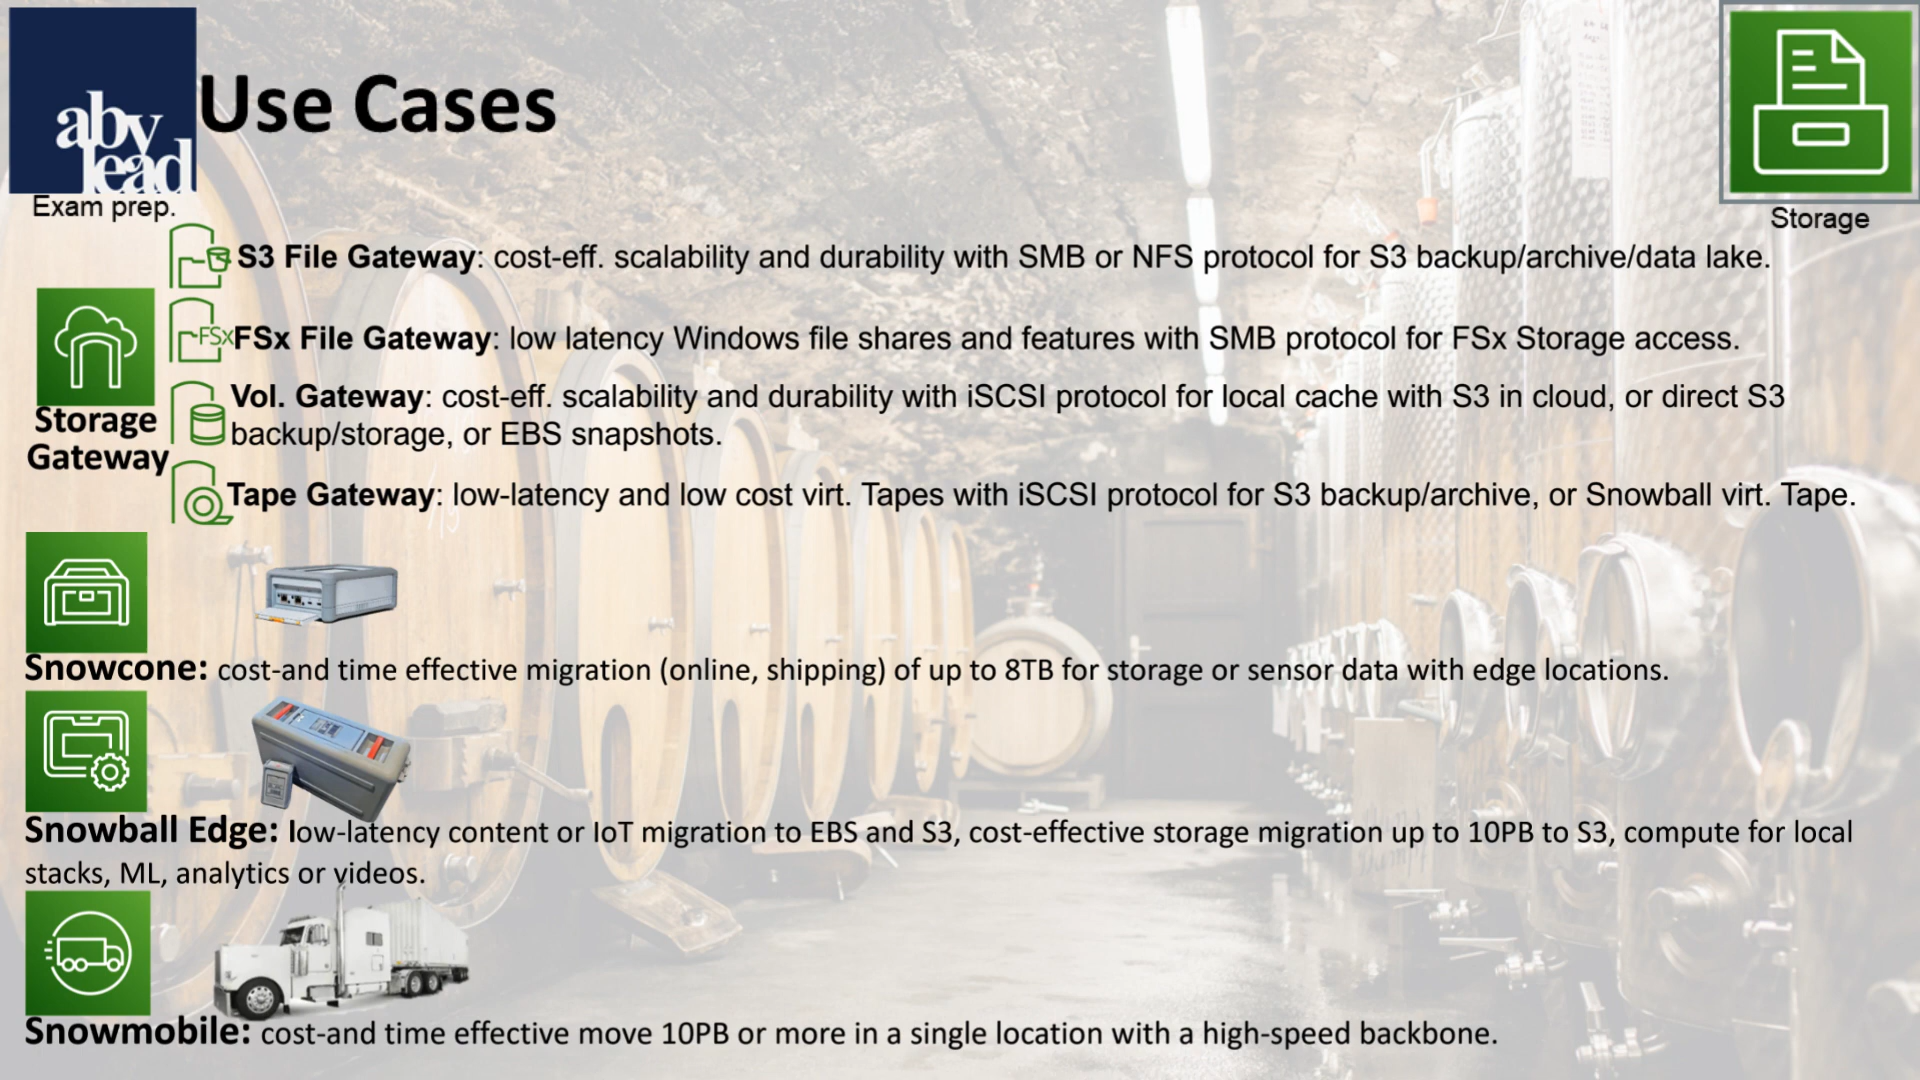 aby
lead
Use Cases
Exam prep.
Storage
S3 File Gateway: cost-eff. scalability and durability with SMB or NFS protocol for S3 backup/archive/data lake.
FSx
FSx File Gateway: low latency Windows file shares and features with SMB protocol for FSx Storage access.
Storage
Gateway
Vol. Gateway: cost-eff. scalability and durability with iSCSI protocol for local cache with S3 in cloud, or direct S3
backup/storage, or EBS snapshots.
Tape Gateway: low-latency and low cost virt. Tapes with iSCSI protocol for S3 backup/archive, or Snowball virt. Tape.
Snowcone: cost-and time effective migration (online, shipping) of up to 8TB for storage or sensor data with edge locations.
Snowball Edge: low-latency content or IoT migration to EBS and S3, cost-effective storage migration up to 10PB to S3, compute for local
stacks, ML, analytics or videos.
Snowmobile: cost-and time effective move 10PB or more in a single location with a high-speed backbone.